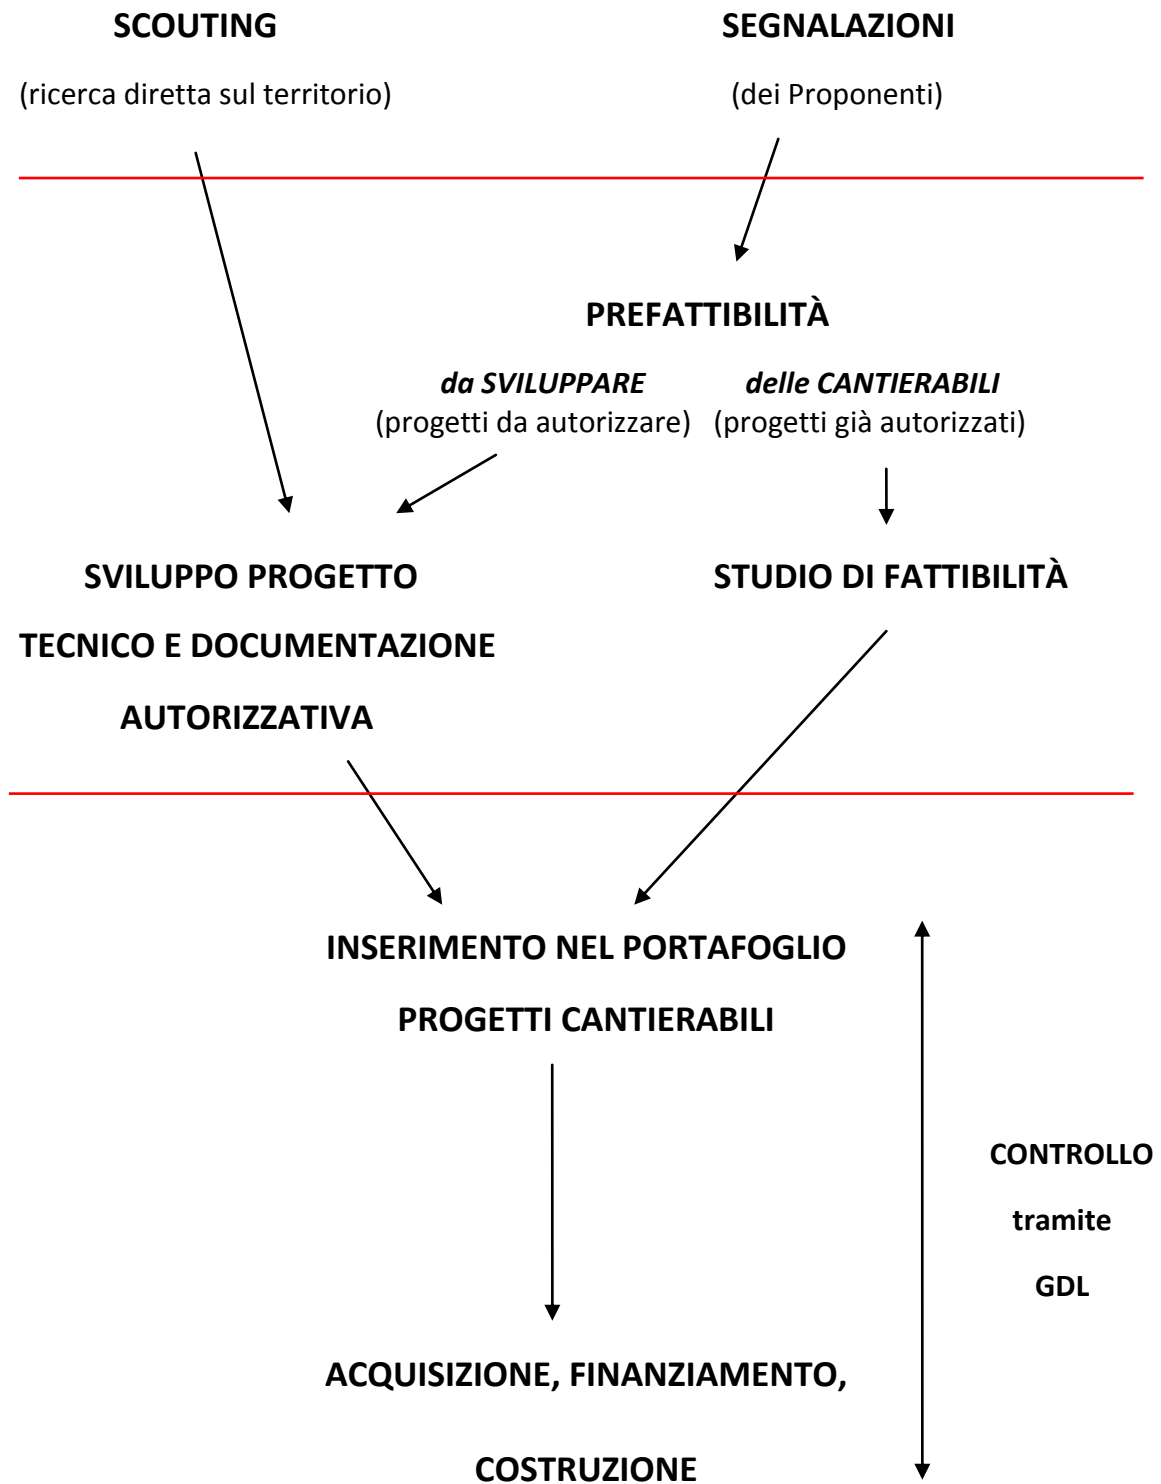 SCOUTING
SEGNALAZIONI
(ricerca diretta sul territorio)
(dei Proponenti)
PREFATTIBILITÀ
da SVILUPPARE
delle CANTIERABILI
(progetti da autorizzare)
(progetti già autorizzati)
SVILUPPO PROGETTO
STUDIO DI FATTIBILITÀ
TECNICO E DOCUMENTAZIONE
AUTORIZZATIVA
INSERIMENTO NEL PORTAFOGLIO
PROGETTI CANTIERABILI
CONTROLLO
tramite
GDL
ACQUISIZIONE, FINANZIAMENTO,
COSTRUZIONE